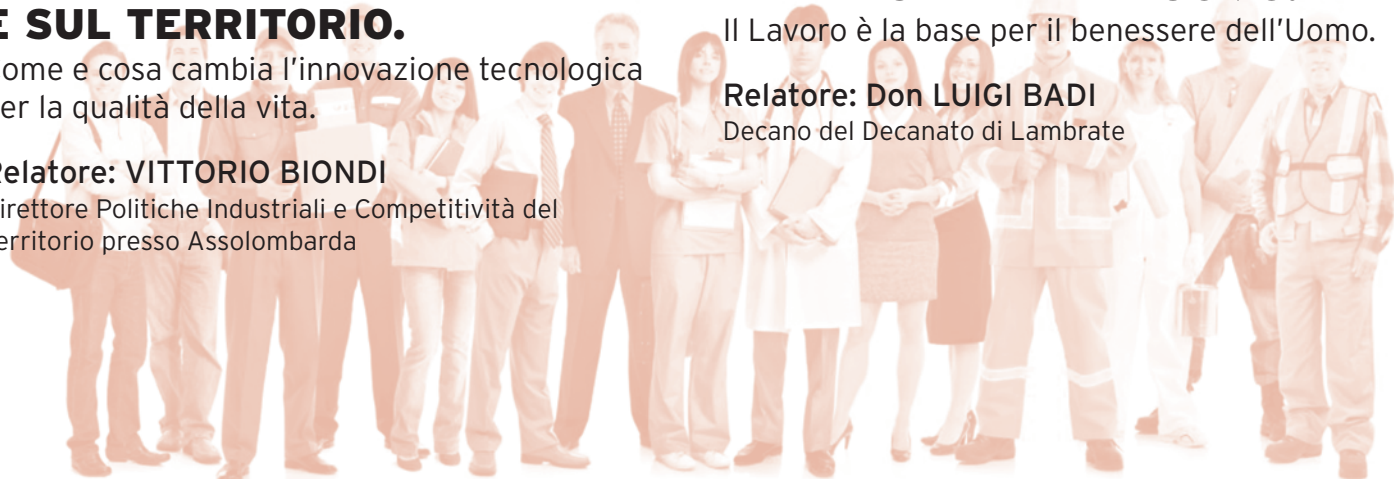 E SUL TERRITORIO.
ome e cosa cambia l'innovazione tecnologica
er la qualità della vita.
Relatore: VITTORIO BIONDI
irettore Politiche Industriali e Competitività del
erritorio presso Assolombarda
Il Lavoro è la base per il benessere dell'Uomo.
Relatore: Don LUIGI BADI
Decano del Decanato di Lambrate